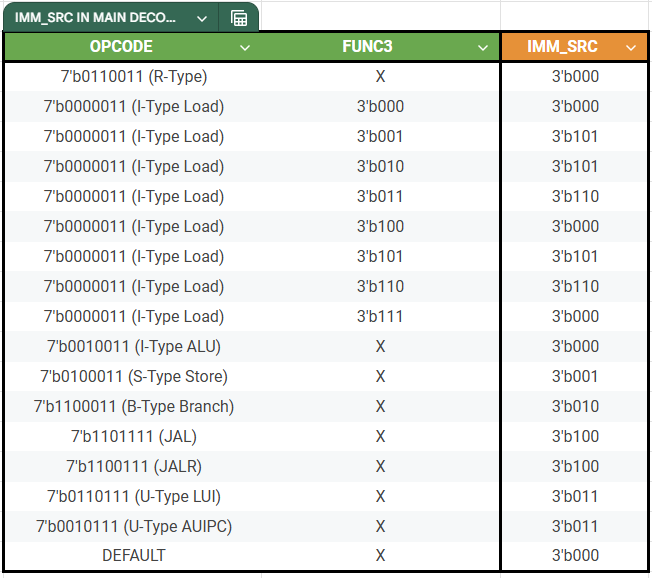 IMM_SRC IN MAIN DECO...
OPCODE FUNC3 IMM_SRC
7'b0110011 (R-Type) X 3'b000
7'b0000011 (I-Type Load) 3'b000 3'b000
7'b0000011 (I-Type Load) 3'b001 3'b101
7'b0000011 (I-Type Load) 3'b010 3'b101
7'b0000011 (I-Type Load) 3'b011 3'b110
7'b0000011 (I-Type Load) 3'b100 3'b000
7'b0000011 (I-Type Load) 3'b101 3'b101
7'b0000011 (I-Type Load) 3'b110 3'b110
7'b0000011 (I-Type Load) 3'b111 3'b000
7'b0010011 (I-Type ALU) X 3'b000
7'b0100011 (S-Type Store) X 3'b001
7'b1100011 (B-Type Branch) X 3'b010
7'b1101111 (JAL) X 3'b100
7'b1100111 (JALR) X 3'b100
7'b0110111 (U-Type LUI) X 3'b011
7'b0010111 (U-Type AUIPC) X 3'b011
DEFAULT X 3'b000